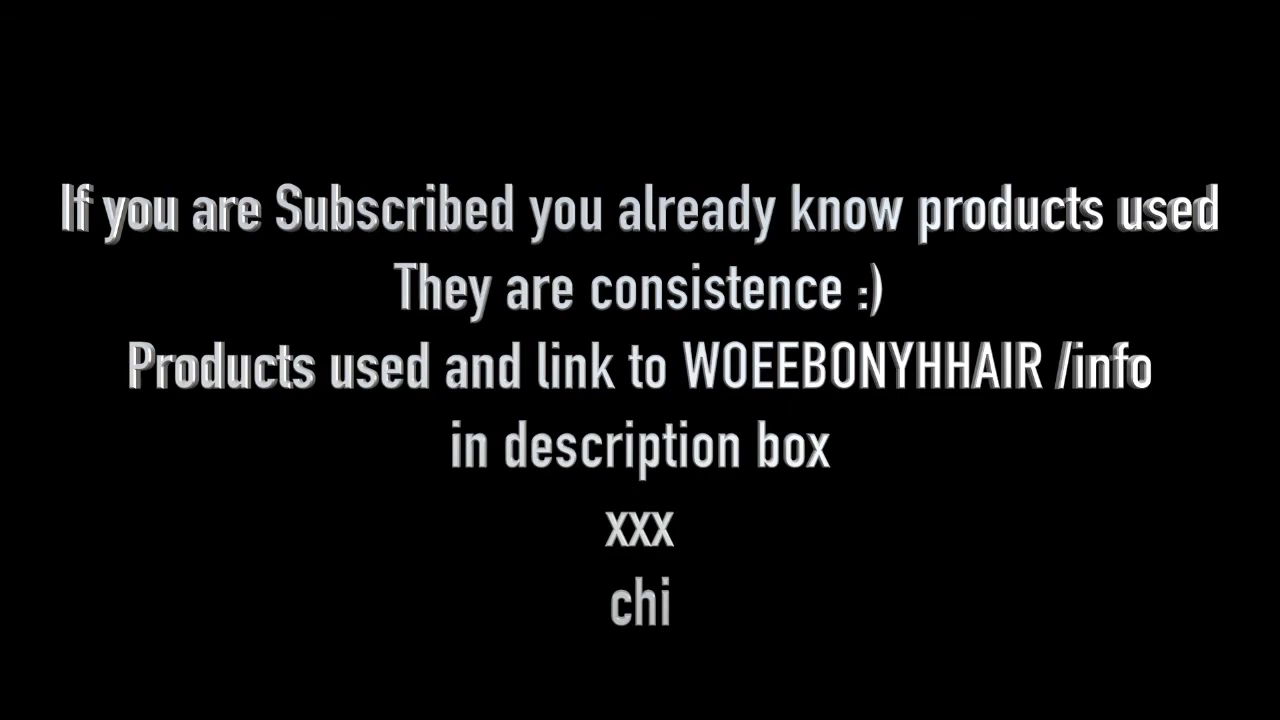 If you are Subscribed you already know products used
They are consistence :)
Products used and link to WOEEBONYHHAIR /info
in description box
xxx
chi